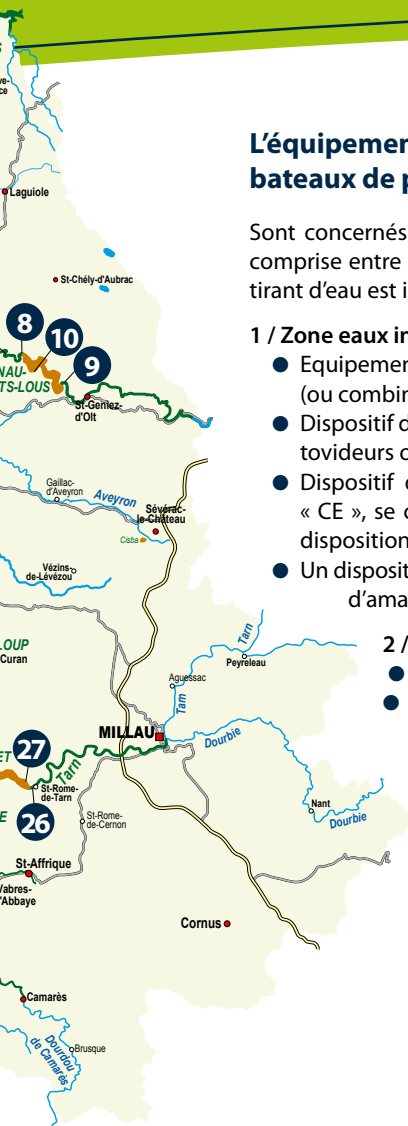 Laguiole
St-Chély-d'Aubrac
8
10
9
TS-LOUS
St-Geniez-
d'Olt
Gaillac-
d'Aveyron
Aveyron
Sévérac-
le-Château
Cisba
Vézins-
de-Lévézou
LOUP
Curan
Tarn
Peyreleau
Aguessac
Tarn
MILLAU
Dourbie
27
Tarn
St-Rome-
de-Tarn
26
St-Rome-
de-Cernon
Nant
Dourbie
St-Affrique
Vabres-
l'Abbaye
Cornus
Camarès
Brusque
Dourdou
de Camarès
L'équipemen
bateaux de p
Sont concernés
comprise entre
tirant d'eau est i
1 / Zone eaux in
● Equipemen
(ou combin
● Dispositif d
tovideurs o
● Dispositif d
« CE », se d
disposition
● Un disposit
d'ama
2 /
●
●